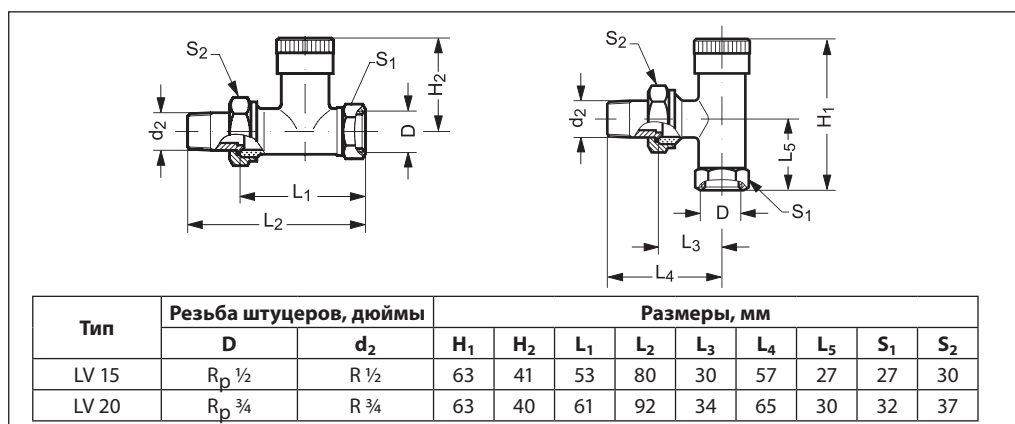 S2
S1
H2
d2
D
L1
L2
S2
H1
d2
L5
D
S1
L3
L4
Тип Резьба штуцеров, дюймы Размеры, мм
D d2 H1 H2 L1 L2 L3 L4 L5 S1 S2
LV 15 Rp ½ R ½ 63 41 53 80 30 57 27 27 30
LV 20 Rp ¾ R ¾ 63 40 61 92 34 65 30 32 37